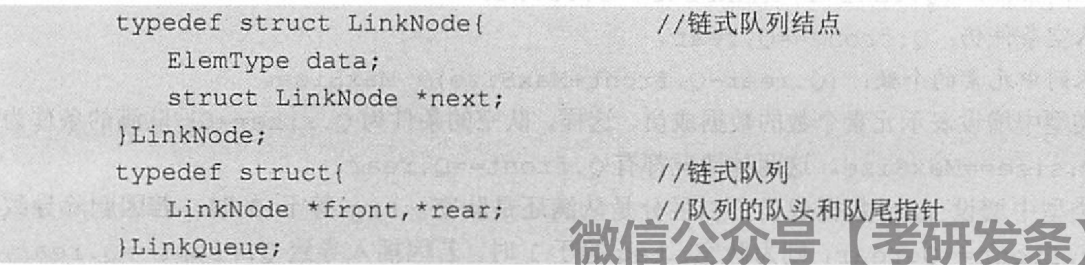 typedef struct LinkNode{ //链式队列结点
ElemType data;
struct LinkNode *next;
}LinkNode;
typedef struct{ //链式队列
LinkNode *front,*rear; //队列的队头和队尾指针
}LinkQueue;
微信公众号【考研发条】